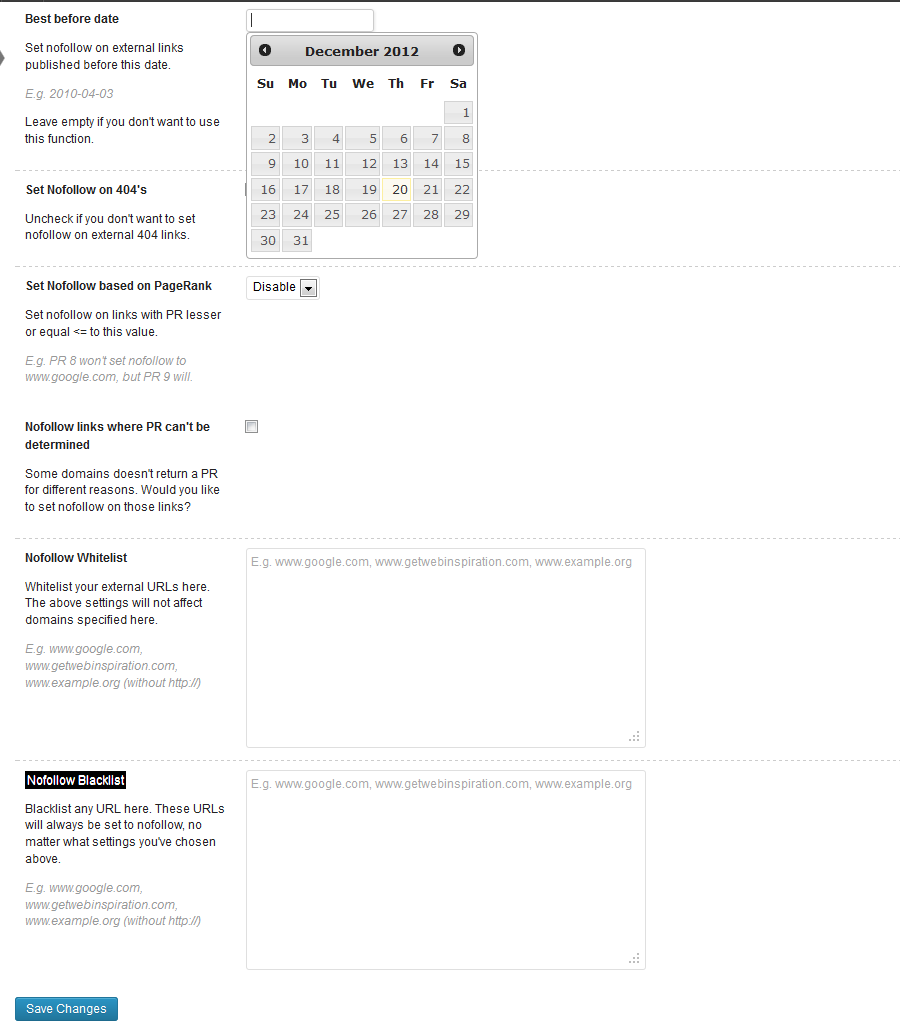 Best before date
Set nofollow on external links
published before this date.
E.g. 2010-04-03
Leave empty if you don't want to use
this function.
December 2012
Su Mo Tu We Th Fr Sa
1
2 3 4 5 6 7 8
9 10 11 12 13 14 15
16 17 18 19 20 21 22
23 24 25 26 27 28 29
30 31
Set Nofollow on 404's
Uncheck if you don't want to set
nofollow on external 404 links.
Set Nofollow based on PageRank
Disable
Set nofollow on links with PR lesser
or equal <= to this value.
E.g. PR 8 won't set nofollow to
www.google.com, but PR 9 will.
Nofollow links where PR can't be
determined
Some domains doesn't return a PR
for different reasons. Would you like
to set nofollow on those links?
Nofollow Whitelist
Whitelist your external URLs here.
The above settings will not affect
domains specified here.
E.g. www.google.com,
www.getwebinspiration.com,
www.example.org (without http://)
E.g. www.google.com, www.getwebinspiration.com, www.example.org
Nofollow Blacklist
Blacklist any URL here. These URLs
will always be set to nofollow, no
matter what settings you've chosen
above.
E.g. www.google.com,
www.getwebinspiration.com,
www.example.org (without http://)
E.g. www.google.com, www.getwebinspiration.com, www.example.org
Save Changes